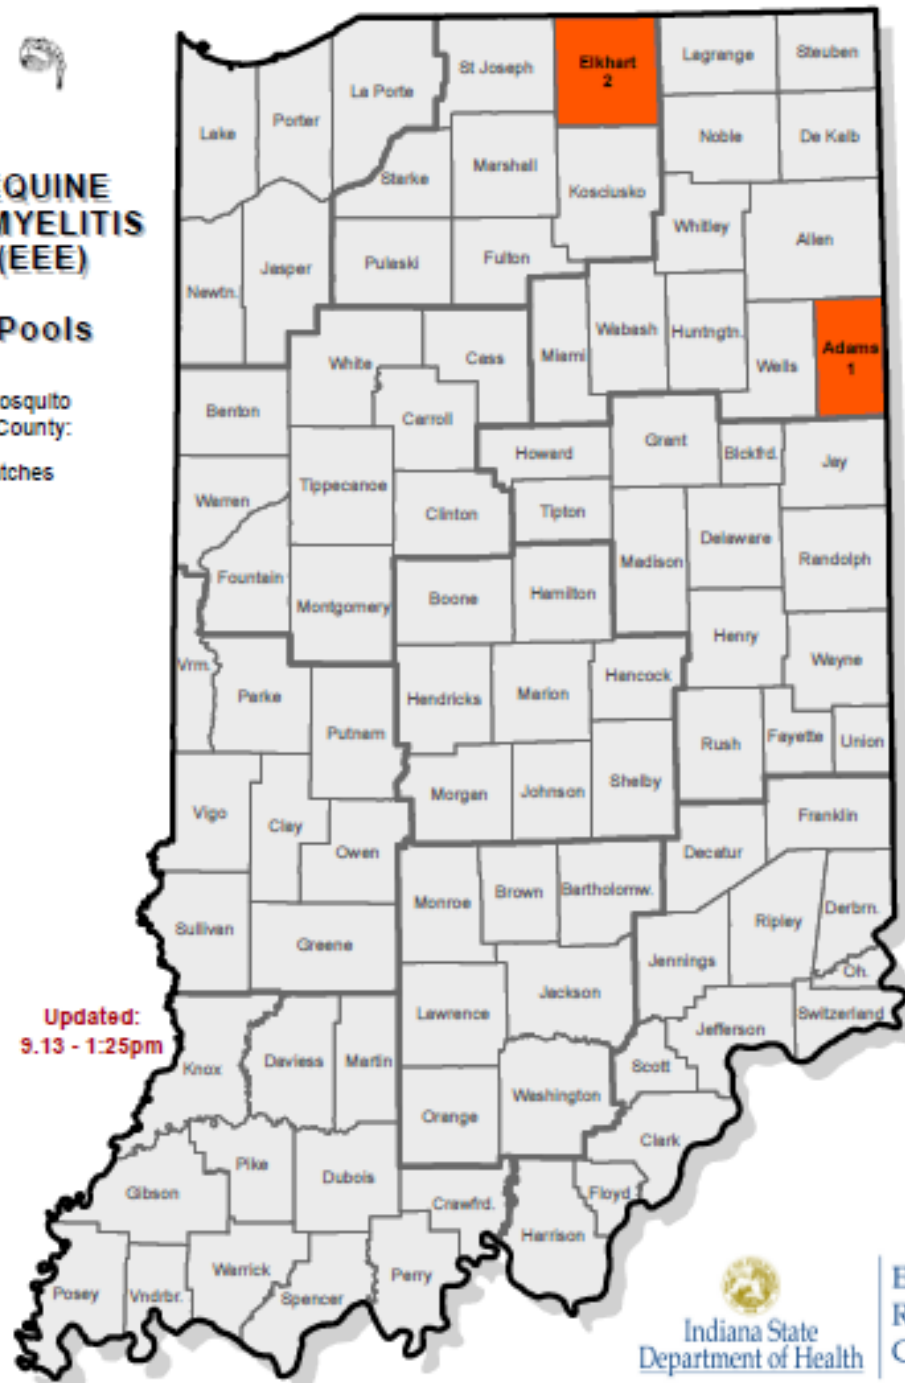 EQUINE
MYELITIS
(EEE)
Pools
osquito
County:
tches
Updated:
9.13 - 1:25pm
Lake
Porter
La Porte
St Joseph
Elkhart
2
Lagrange
Steuben
Noble
De Kalb
Starke
Marshall
Kosciusko
Whitley
Allen
Newtn.
Jasper
Pulaski
Fulton
White
Cass
Miami
Wabash
Huntngtn.
Wells
Adams
1
Benton
Carroll
Howard
Grant
Blckfrd.
Jay
Warren
Tippecanoe
Clinton
Tipton
Madison
Delaware
Randolph
Fountain
Montgomery
Boone
Hamilton
Henry
Wayne
Vrm.
Parke
Putnam
Hendricks
Marion
Hancock
Rush
Fayette
Union
Vigo
Clay
Owen
Morgan
Johnson
Shelby
Franklin
Decatur
Sullivan
Greene
Monroe
Brown
Bartholomw.
Jennings
Ripley
Derbrn.
Oh.
Knox
Daviess
Martin
Lawrence
Jackson
Jefferson
Switzerland
Scott
Orange
Washington
Clark
Gibson
Pike
Dubois
Crawfrd.
Harrison
Floyd
Posey
Vndrbr.
Warrick
Spencer
Perry
Indiana State
Department of Health
E
R
C